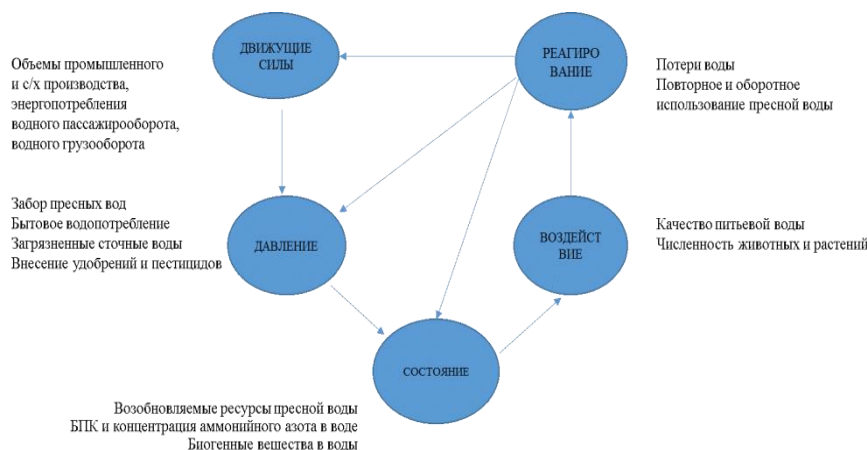 ДВИЖУЩИЕ
СИЛЫ
РЕАГИРО
ВАНИЕ
Объемы промышленного
и с/х производства,
энергопотребления
водного пассажирооборота,
водного грузооборота
Потери воды
Повторное и оборотное
использование пресной воды
Забор пресных вод
Бытовое водопотребление
Загрязненные сточные воды
Внесение удобрений и пестицидов
ДАВЛЕНИЕ
ВОЗДЕЙСТ
ВИЕ
Качество питьевой воды
Численность животных и растений
СОСТОЯНИЕ
Возобновляемые ресурсы пресной воды
БПК и концентрация аммонийного азота в воде
Биогенные вешества в воды